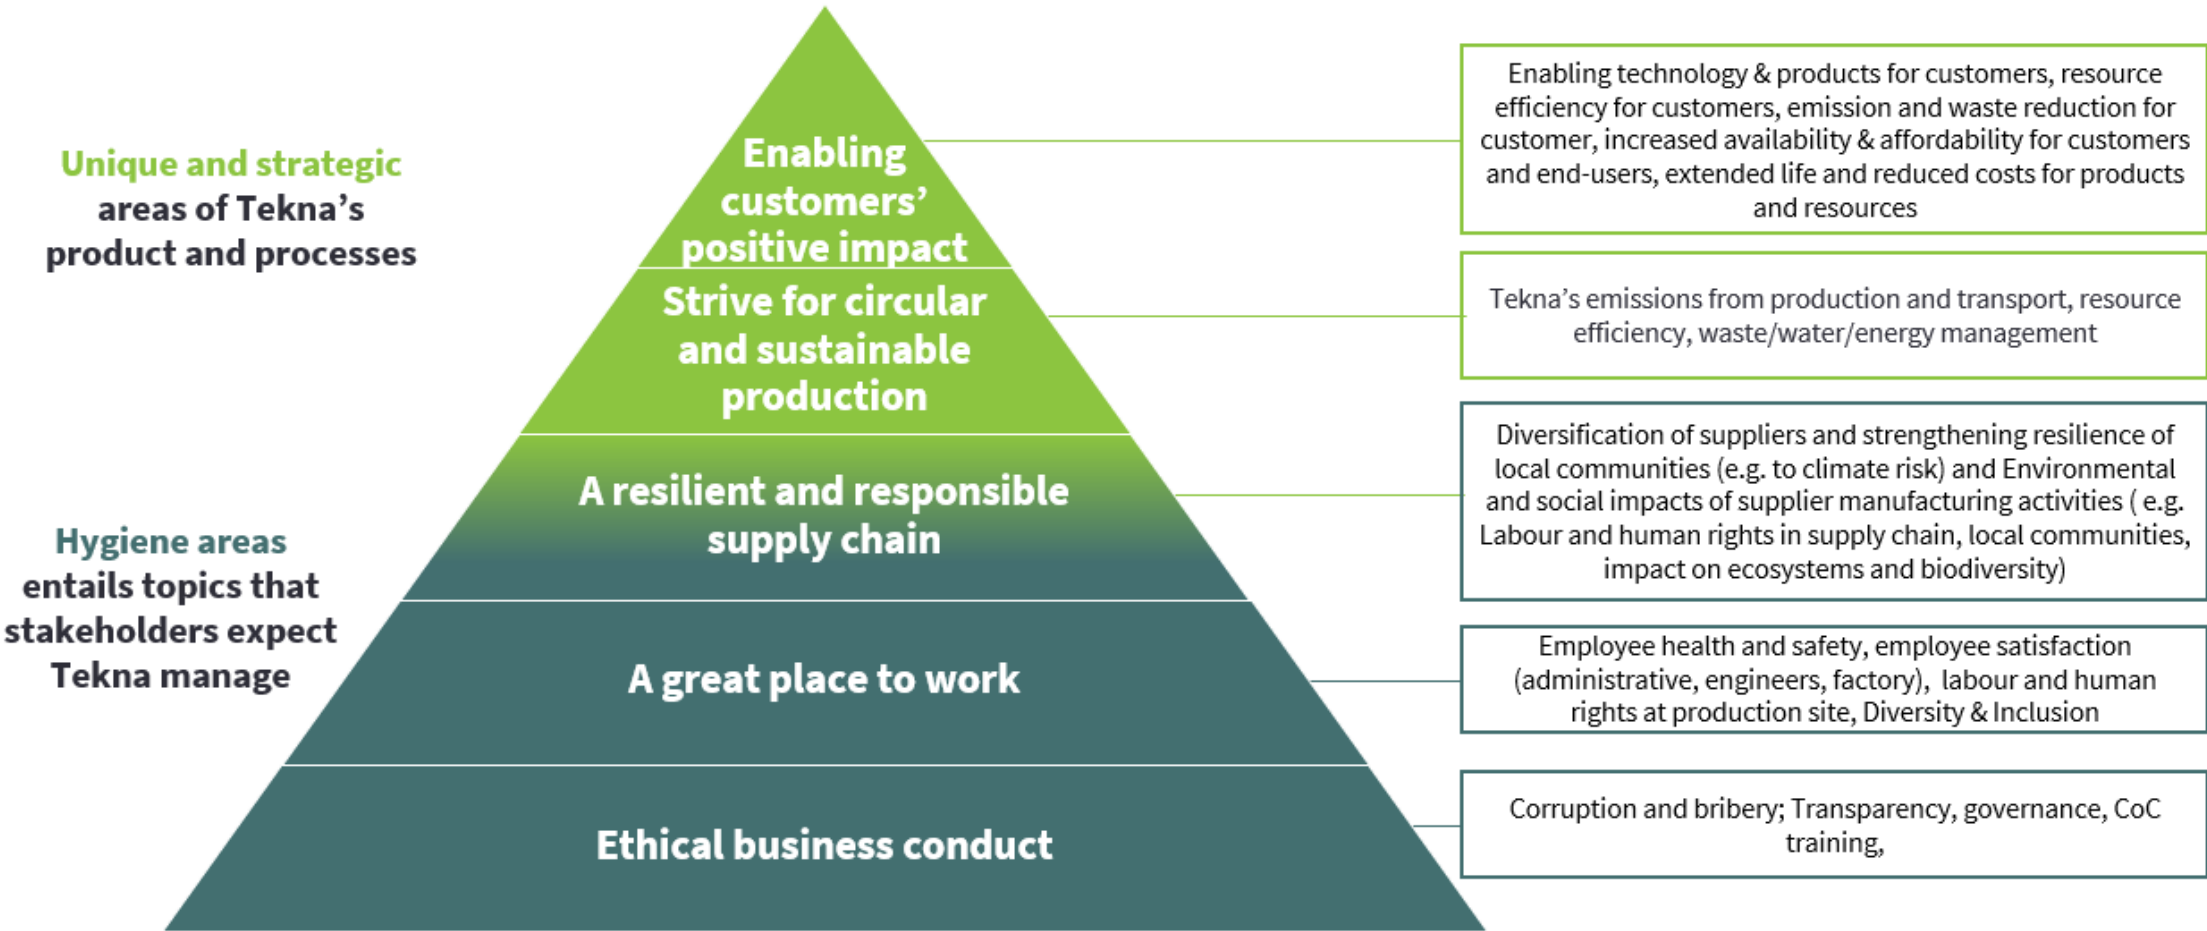 Unique and strategic
areas of Tekna's
product and processes
Hygiene areas
entails topics that
stakeholders expect
Tekna manage
Enabling
customers'
positive impact
Strive for circular
and sustainable
production
A resilient and responsible
supply chain
A great place to work
Ethical business conduct
Enabling technology & products for customers, resource
efficiency for customers, emission and waste reduction for
customer, increased availability & affordability for customers
and end-users, extended life and reduced costs for products
and resources
Tekna's emissions from production and transport, resource
efficiency, waste/water/energy management
Diversification of suppliers and strengthening resilience of
local communities (e.g. to climate risk) and Environmental
and social impacts of supplier manufacturing activities ( e.g.
Labour and human rights in supply chain, local communities,
impact on ecosystems and biodiversity)
Employee health and safety, employee satisfaction
(administrative, engineers, factory),  labour and human
rights at production site, Diversity & Inclusion
Corruption and bribery; Transparency, governance, CoC
training,